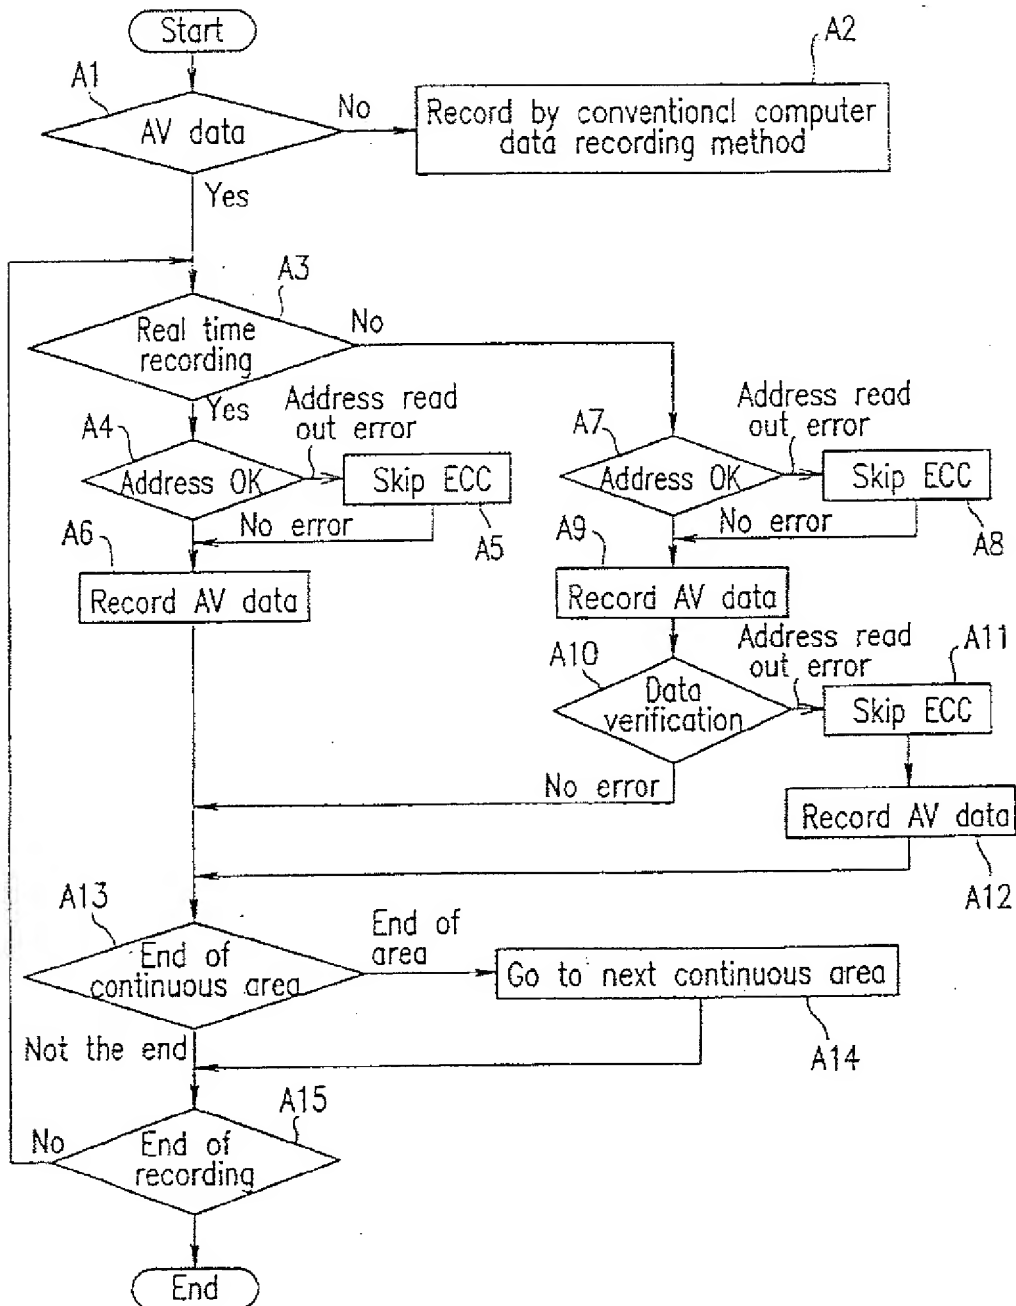 Start
A1
A2
AV data
No
Record by conventioncl computer
data recording method
Yes
A3
Real time
recording
No
Yes
Address read
out error
A4
Address OK
Skip ECC
A5
No error
A6
Record AV data
Address read
out error
A7
Address OK
Skip ECC
A8
No error
A9
Record AV data
A10
Data
verification
Address read
out error
A11
Skip ECC
No error
Record AV data
A12
A13
End of
continuous area
End of
area
Go to next continuous area
A14
Not the end
A15
No
End of
recording
End